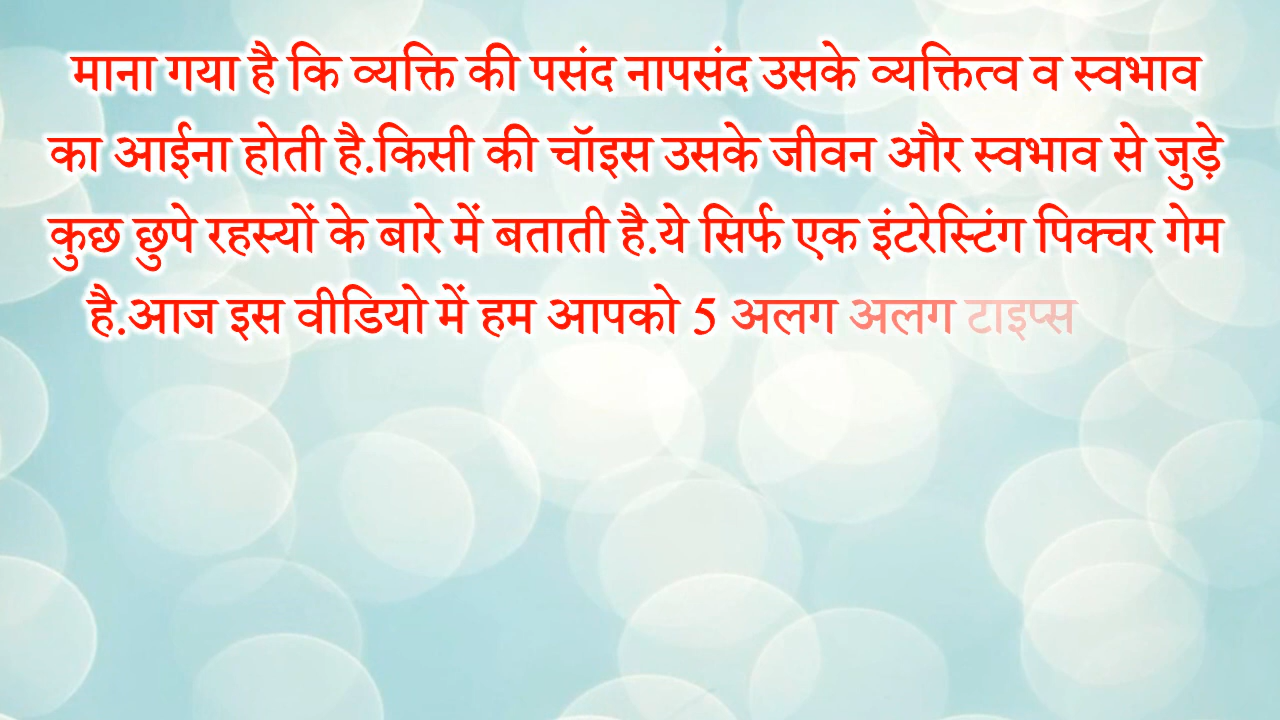 माना गया है कि व्यक्ति की पसंद नापसंद उसके व्यक्तित्व व स्वभाव
का आईना होती है.किसी की चॉइस उसके जीवन और स्वभाव से जुड़े
कुछ छुपे रहस्यों के बारे में बताती है.ये सिर्फ एक इंटरेस्टिंग पिक्चर गेम
है.आज इस वीडियो में हम आपको 5 अलग अलग टाइप्स